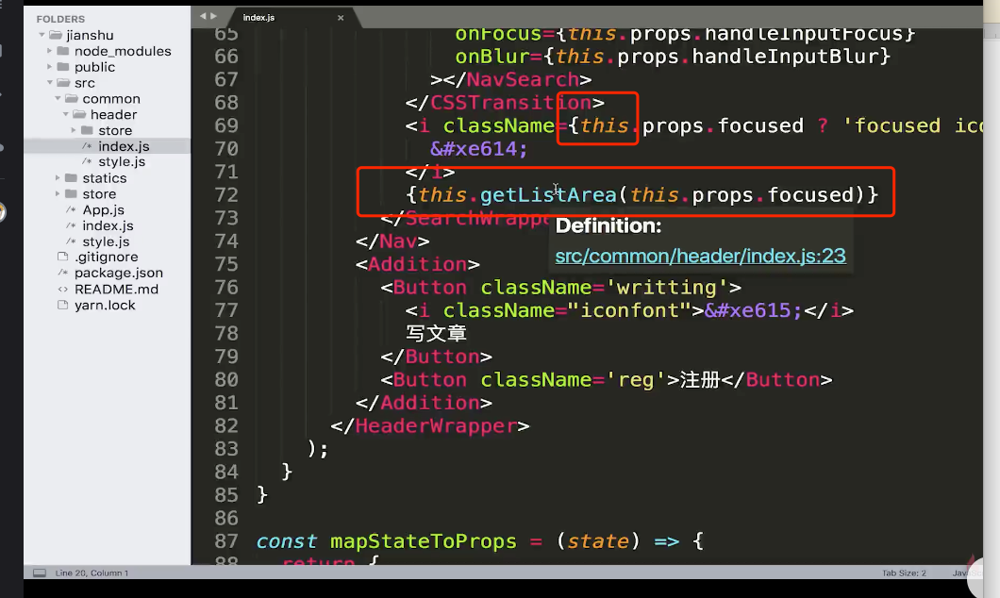 FOLDERS
jianshu
node_modules
public
src
common
header
store
index.js
style.js
statics
store
App.js
index.js
style.js
.gitignore
package.json
README.md
yarn.lock
index.js
65 onFocus={this.props.handleInputFocus}
66 onBlur={this.props.handleInputBlur}
67 ></NavSearch>
68 </CSSTransition>
69 <i className={this.props.focused ? 'focused ico
70 &#xe614;
71 </i>
72 {this.getListArea(this.props.focused)}
73 </SearchWrappe
Definition:
src/common/header/index.js:23
74 </Nav>
75 <Addition>
76 <Button className='writting'>
77 <i className="iconfont">&#xe615;</i>
78 写文章
79 </Button>
80 <Button className='reg'>注册</Button>
81 </Addition>
82 </HeaderWrapper>
83 );
84 }
85 }
86
87 const mapStateToProps = (state) => {
88 return {
Line 20, Column 1
Tab Size: 2